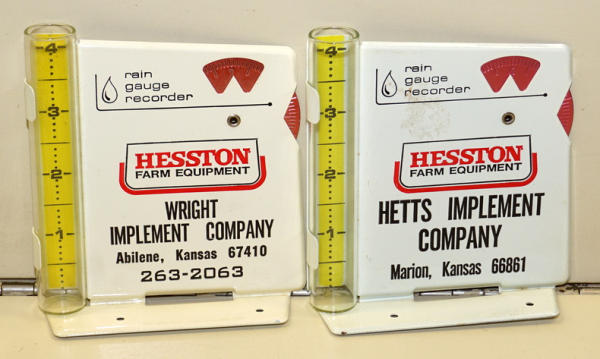 4
3
2
1
rain
gauge
recorder
HESSTON
FARM EQUIPMENT
WRIGHT
IMPLEMENT COMPANY
Abilene, Kansas 67410
263-2063
4
3
2
1
rain
gauge
recorder
HESSTON
FARM EQUIPMENT
HETTS IMPLEMENT
COMPANY
Marion, Kansas 66861